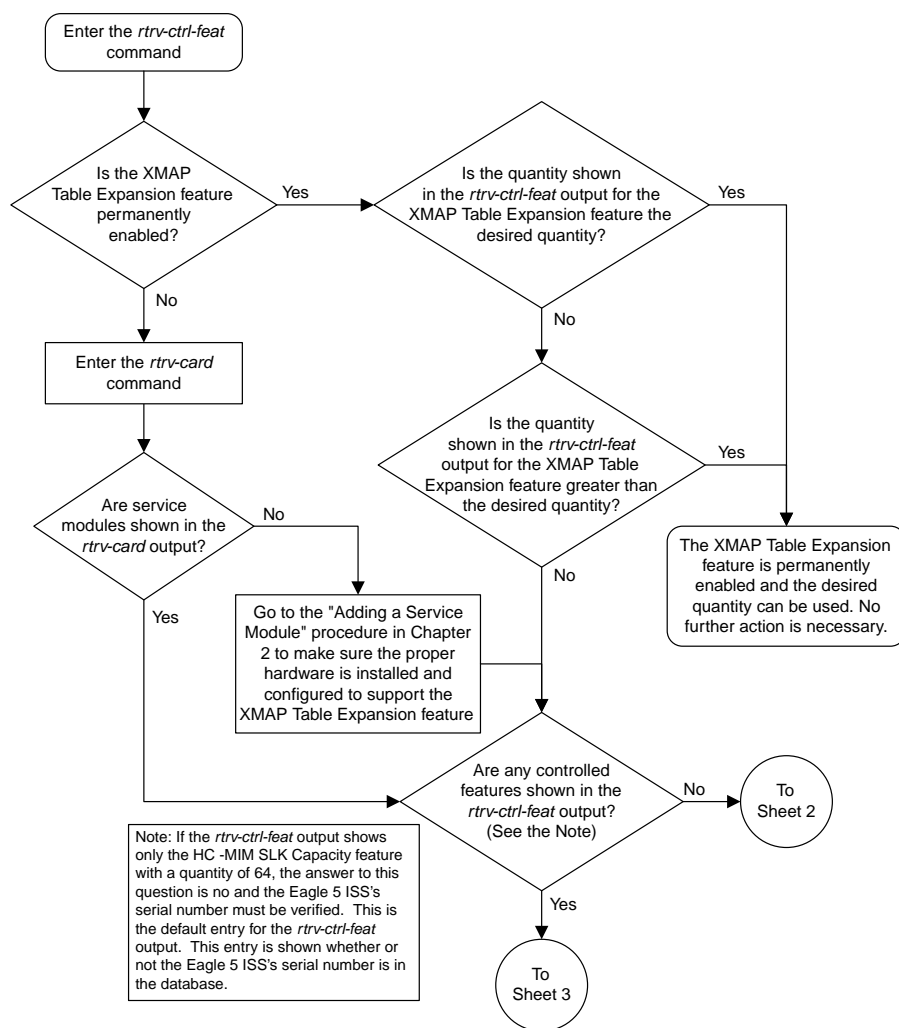 Enter the rtrv-ctrl-feat
command
Is the XMAP
Table Expansion feature
permanently
enabled?
Yes
No
Is the quantity shown
in the rtrv-ctrl-feat output for the
XMAP Table Expansion feature the
desired quantity?
Yes
No
Enter the rtrv-card
command
Is the quantity
shown in the rtrv-ctrl-feat
output for the XMAP Table
Expansion feature greater than
the desired quantity?
Yes
No
Are service
modules shown in the
rtrv-card output?
No
Yes
The XMAP Table Expansion
feature is permanently
enabled and the desired
quantity can be used. No
further action is necessary.
Go to the "Adding a Service
Module" procedure in Chapter
2 to make sure the proper
hardware is installed and
configured to support the
XMAP Table Expansion feature
Are any controlled
features shown in the
rtrv-ctrl-feat output?
(See the Note)
No
To
Sheet 2
Yes
To
Sheet 3
Note: If the rtrv-ctrl-feat output shows
only the HC -MIM SLK Capacity feature
with a quantity of 64, the answer to this
question is no and the Eagle 5 ISS's
serial number must be verified. This is
the default entry for the rtrv-ctrl-feat
output. This entry is shown whether or
not the Eagle 5 ISS's serial number is in
the database.